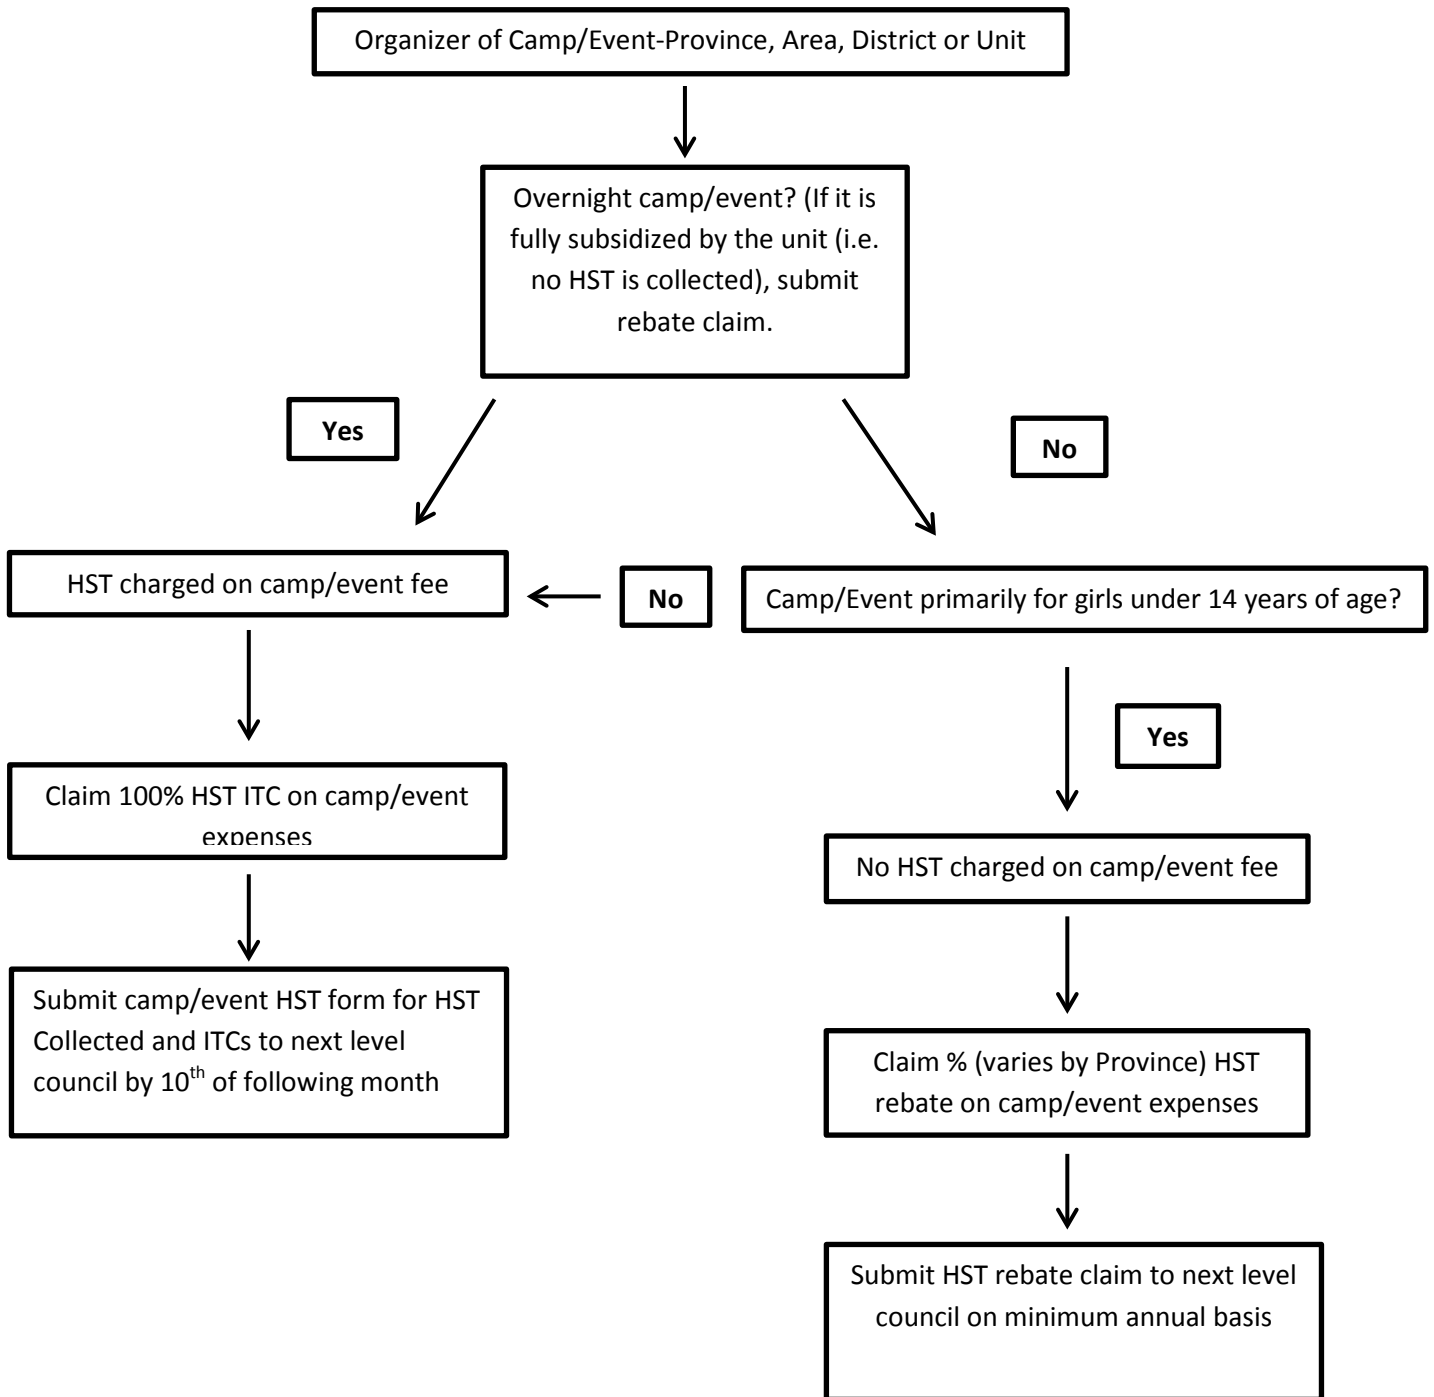 Organizer of Camp/Event-Province, Area, District or Unit
Overnight camp/event? (If it is
fully subsidized by the unit (i.e.
no HST is collected), submit
rebate claim.
Yes
No
HST charged on camp/event fee
No
Camp/Event primarily for girls under 14 years of age?
Yes
Claim 100% HST ITC on camp/event
expenses
No HST charged on camp/event fee
Submit camp/event HST form for HST
Collected and ITCs to next level
council by 10th of following month
Claim % (varies by Province) HST
rebate on camp/event expenses
Submit HST rebate claim to next level
council on minimum annual basis